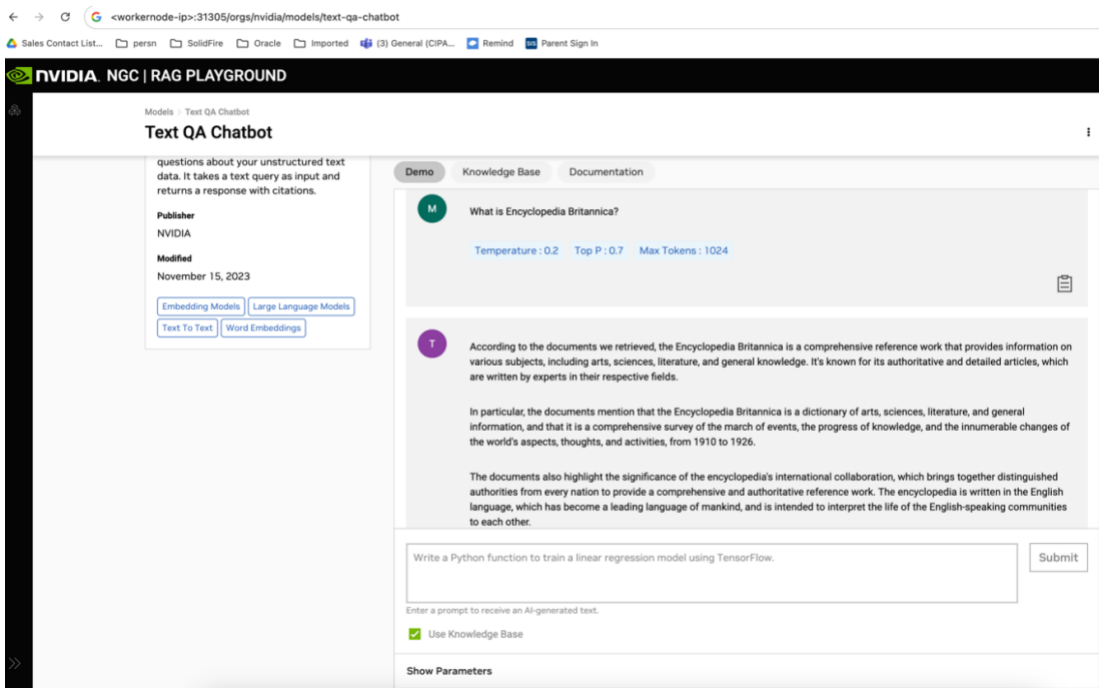 <workernode-ip>:31305/orgs/nvidia/models/text-qa-chatbot
Sales Contact List... persn SolidFire Oracle Imported (3) General (CIPA... Remind Parent Sign In
NVIDIA. NGC | RAG PLAYGROUND
Models > Text QA Chatbot
Text QA Chatbot
questions about your unstructured text
data. It takes a text query as input and
returns a response with citations.
Publisher
NVIDIA
Modified
November 15, 2023
Embedding Models Large Language Models
Text To Text Word Embeddings
Demo Knowledge Base Documentation
M
What is Encyclopedia Britannica?
Temperature : 0.2 Top P : 0.7 Max Tokens : 1024
T
According to the documents we retrieved, the Encyclopedia Britannica is a comprehensive reference work that provides information on
various subjects, including arts, sciences, literature, and general knowledge. It's known for its authoritative and detailed articles, which
are written by experts in their respective fields.
In particular, the documents mention that the Encyclopedia Britannica is a dictionary of arts, sciences, literature, and general
information, and that it is a comprehensive survey of the march of events, the progress of knowledge, and the innumerable changes of
the world's aspects, thoughts, and activities, from 1910 to 1926.
The documents also highlight the significance of the encyclopedia's international collaboration, which brings together distinguished
authorities from every nation to provide a comprehensive and authoritative reference work. The encyclopedia is written in the English
language, which has become a leading language of mankind, and is intended to interpret the life of the English-speaking communities
to each other.
Write a Python function to train a linear regression model using TensorFlow.
Submit
Enter a prompt to receive an AI-generated text.
Use Knowledge Base
Show Parameters